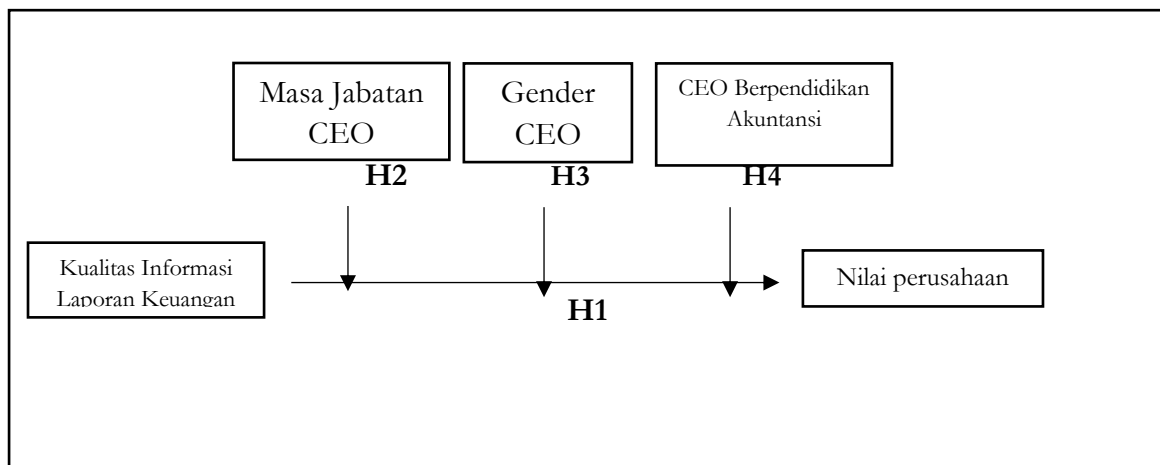 Masa Jabatan
CEO
Gender
CEO
CEO Berpendidikan
Akuntansi
H2
H3
H4
Kualitas Informasi
Laporan Keuangan
Nilai perusahaan
H1